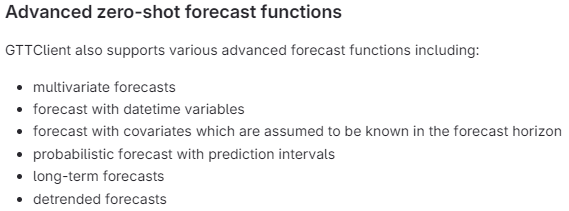 Advanced zero-shot forecast functions
GTTClient also supports various advanced forecast functions including:
• multivariate forecasts
• forecast with datetime variables
• forecast with covariates which are assumed to be known in the forecast horizon
• probabilistic forecast with prediction intervals
• long-term forecasts
• detrended forecasts